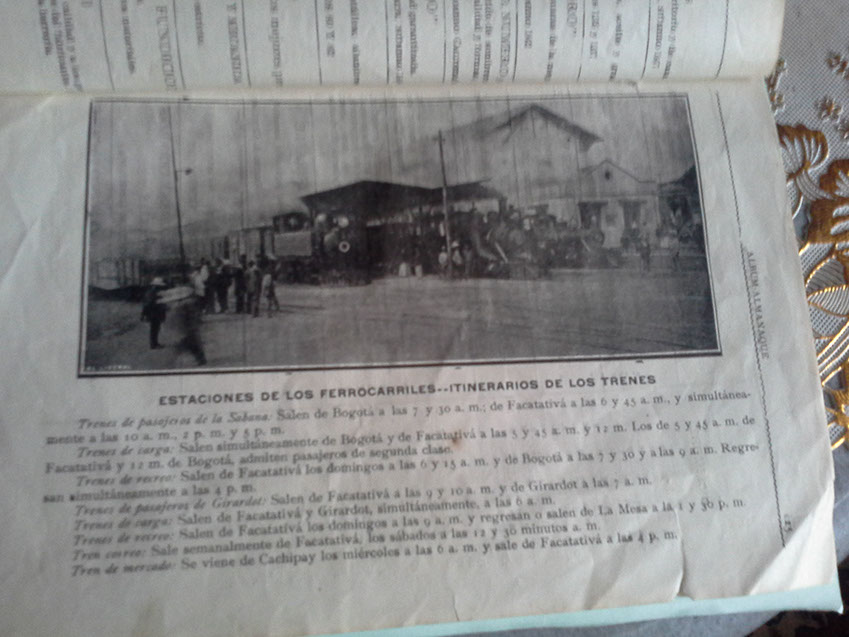 ESTACIONES DE LOS FERROCARRILES--ITINERARIOS DE LOS TRENES
Trenes de pasajeros de la Sabana: Salen de Bogotá a las 7 y 30 a. m.; de Facatativá a las 6 y 45 a. m., y simultánea-
mente a las 10 a. m., 2 p. m. y 5 p. m.
Trenes de carga: Salen simultáneamente de Bogotá y de Facatativá a las 5 y 45 a. m. y 12 m. Los de 5 y 45 a. m. de
Facatativá y 12 m. de Bogotá, admiten pasajeros de segunda clase.
Trenes de recreo: Salen de Facatativá los domingos a las 6 y 15 a. m. y de Bogotá a las 7 y 30 y a las 9 a. m. Regre-
san simultáneamente a las 4 p. m.
Trenes de pasajeros de Girardot: Salen de Facatativá a las 9 y 10 a. m. y de Girardot a las 7 a. m.
Trenes de carga: Salen de Facatativá y Girardot, simultáneamente, a las 6 a. m.
Trenes de recreo: Salen de Facatativá los domingos a las 9 a. m. y regresan o salen de La Mesa a la 1 y 30 p. m.
Tren correo: Sale semanalmente de Facatativá, los sábados a las 12 y 30 minutos a. m.
Tren de mercado: Se viene de Cachipay los miércoles a las 6 a. m. y sale de Facatativá a las 4 p. m.
ALBUM ALMANAQUE